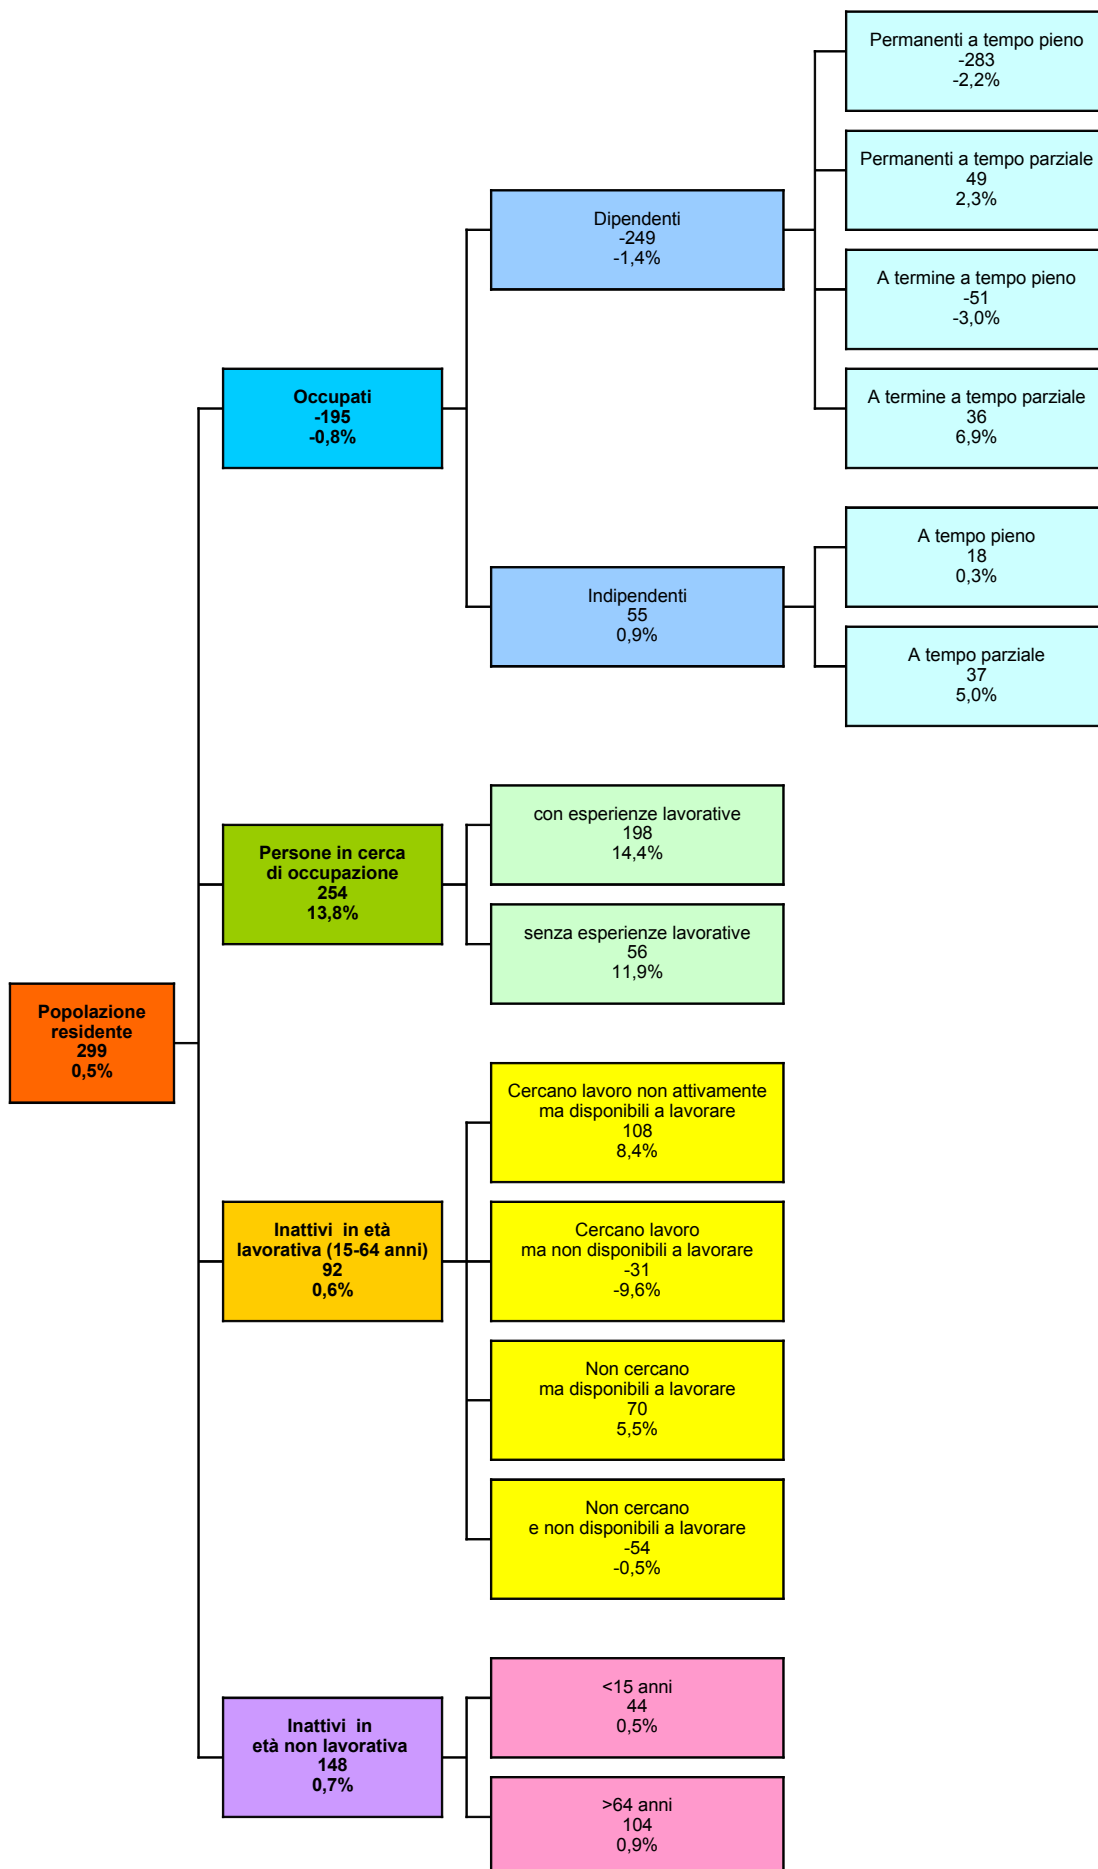 Permanenti a tempo pieno
-283
-2,2%
Permanenti a tempo parziale
49
2,3%
Dipendenti
-249
-1,4%
A termine a tempo pieno
-51
-3,0%
Occupati
-195
-0,8%
A termine a tempo parziale
36
6,9%
A tempo pieno
18
0,3%
Indipendenti
55
0,9%
A tempo parziale
37
5,0%
con esperienze lavorative
198
14,4%
Persone in cerca
di occupazione
254
13,8%
senza esperienze lavorative
56
11,9%
Popolazione
residente
299
0,5%
Cercano lavoro non attivamente
ma disponibili a lavorare
108
8,4%
Inattivi in età
lavorativa (15-64 anni)
92
0,6%
Cercano lavoro
ma non disponibili a lavorare
-31
-9,6%
Non cercano
ma disponibili a lavorare
70
5,5%
Non cercano
e non disponibili a lavorare
-54
-0,5%
<15 anni
44
0,5%
Inattivi in
età non lavorativa
148
0,7%
>64 anni
104
0,9%